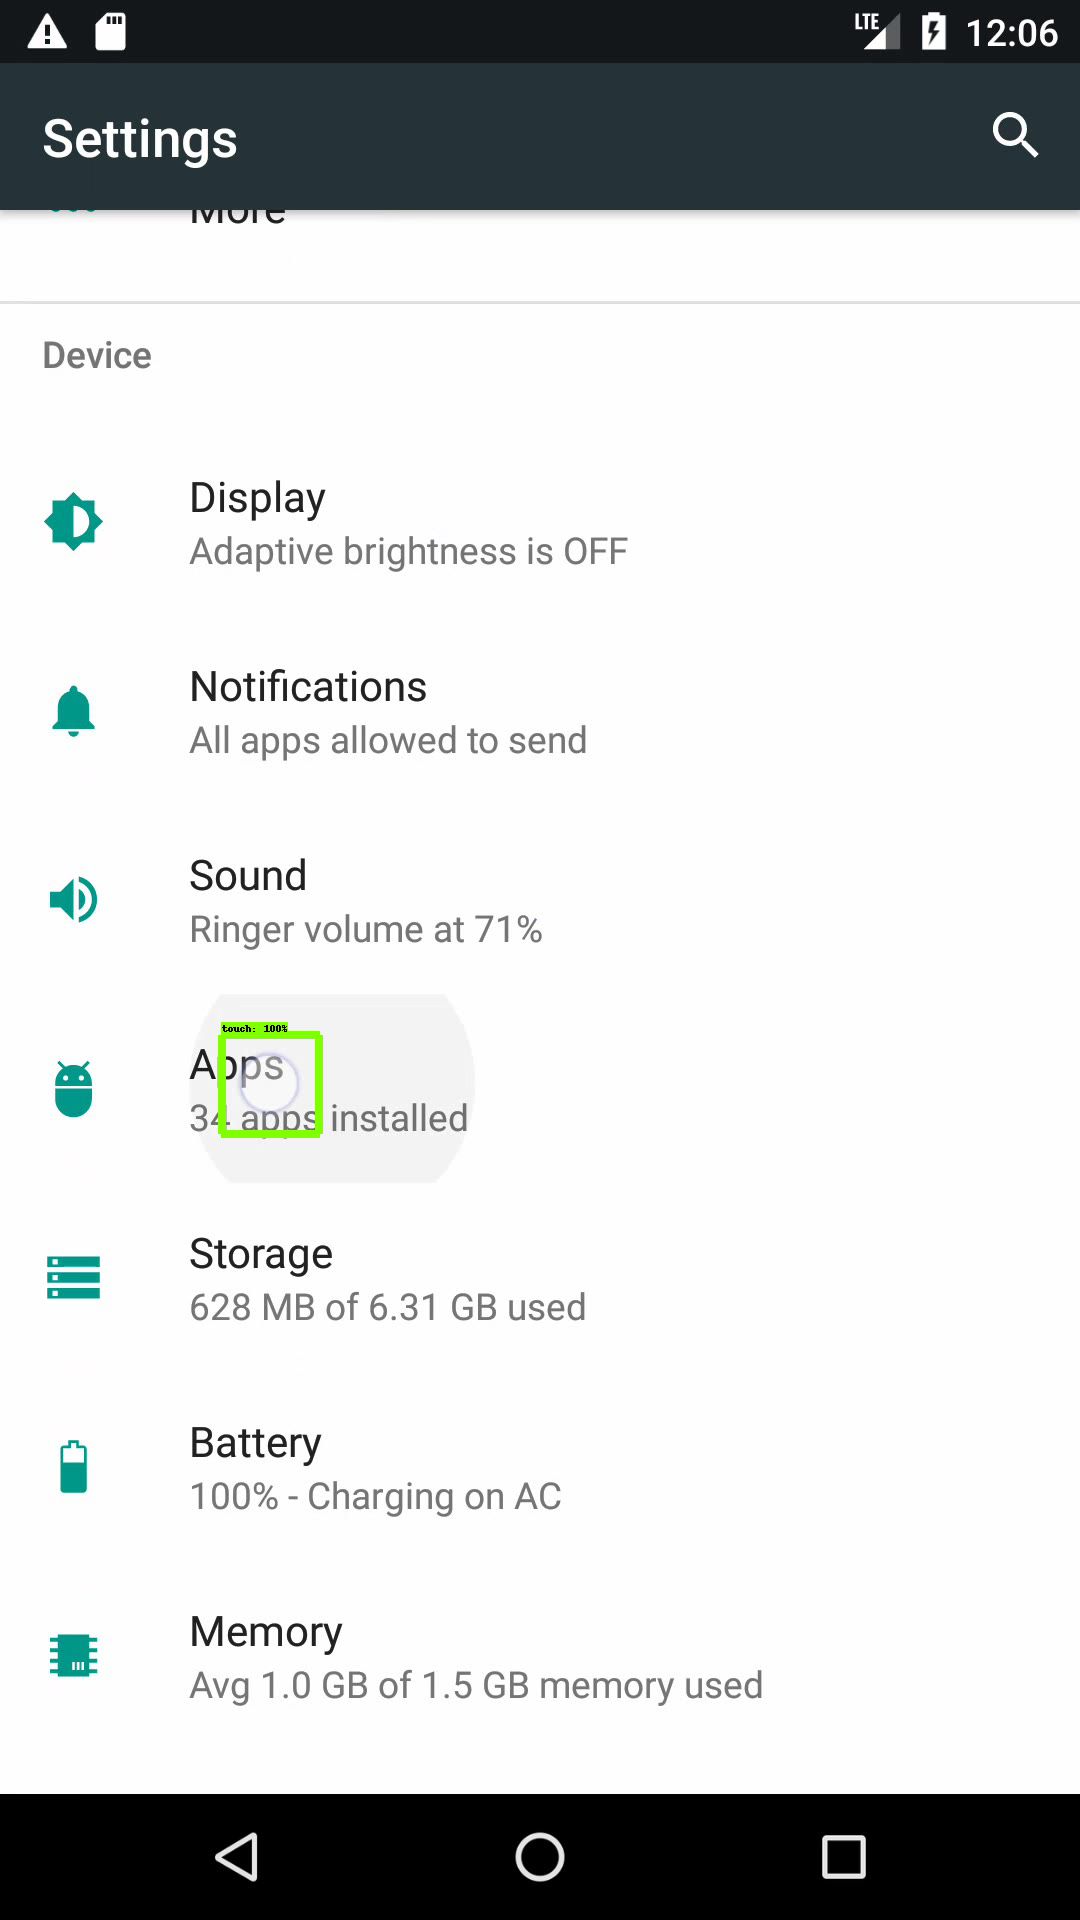 LTE 12:06
Settings
More
Device
Display
Adaptive brightness is OFF
Notifications
All apps allowed to send
Sound
Ringer volume at 71%
touch: 100%
Apps
34 apps installed
Storage
628 MB of 6.31 GB used
Battery
100% - Charging on AC
Memory
Avg 1.0 GB of 1.5 GB memory used